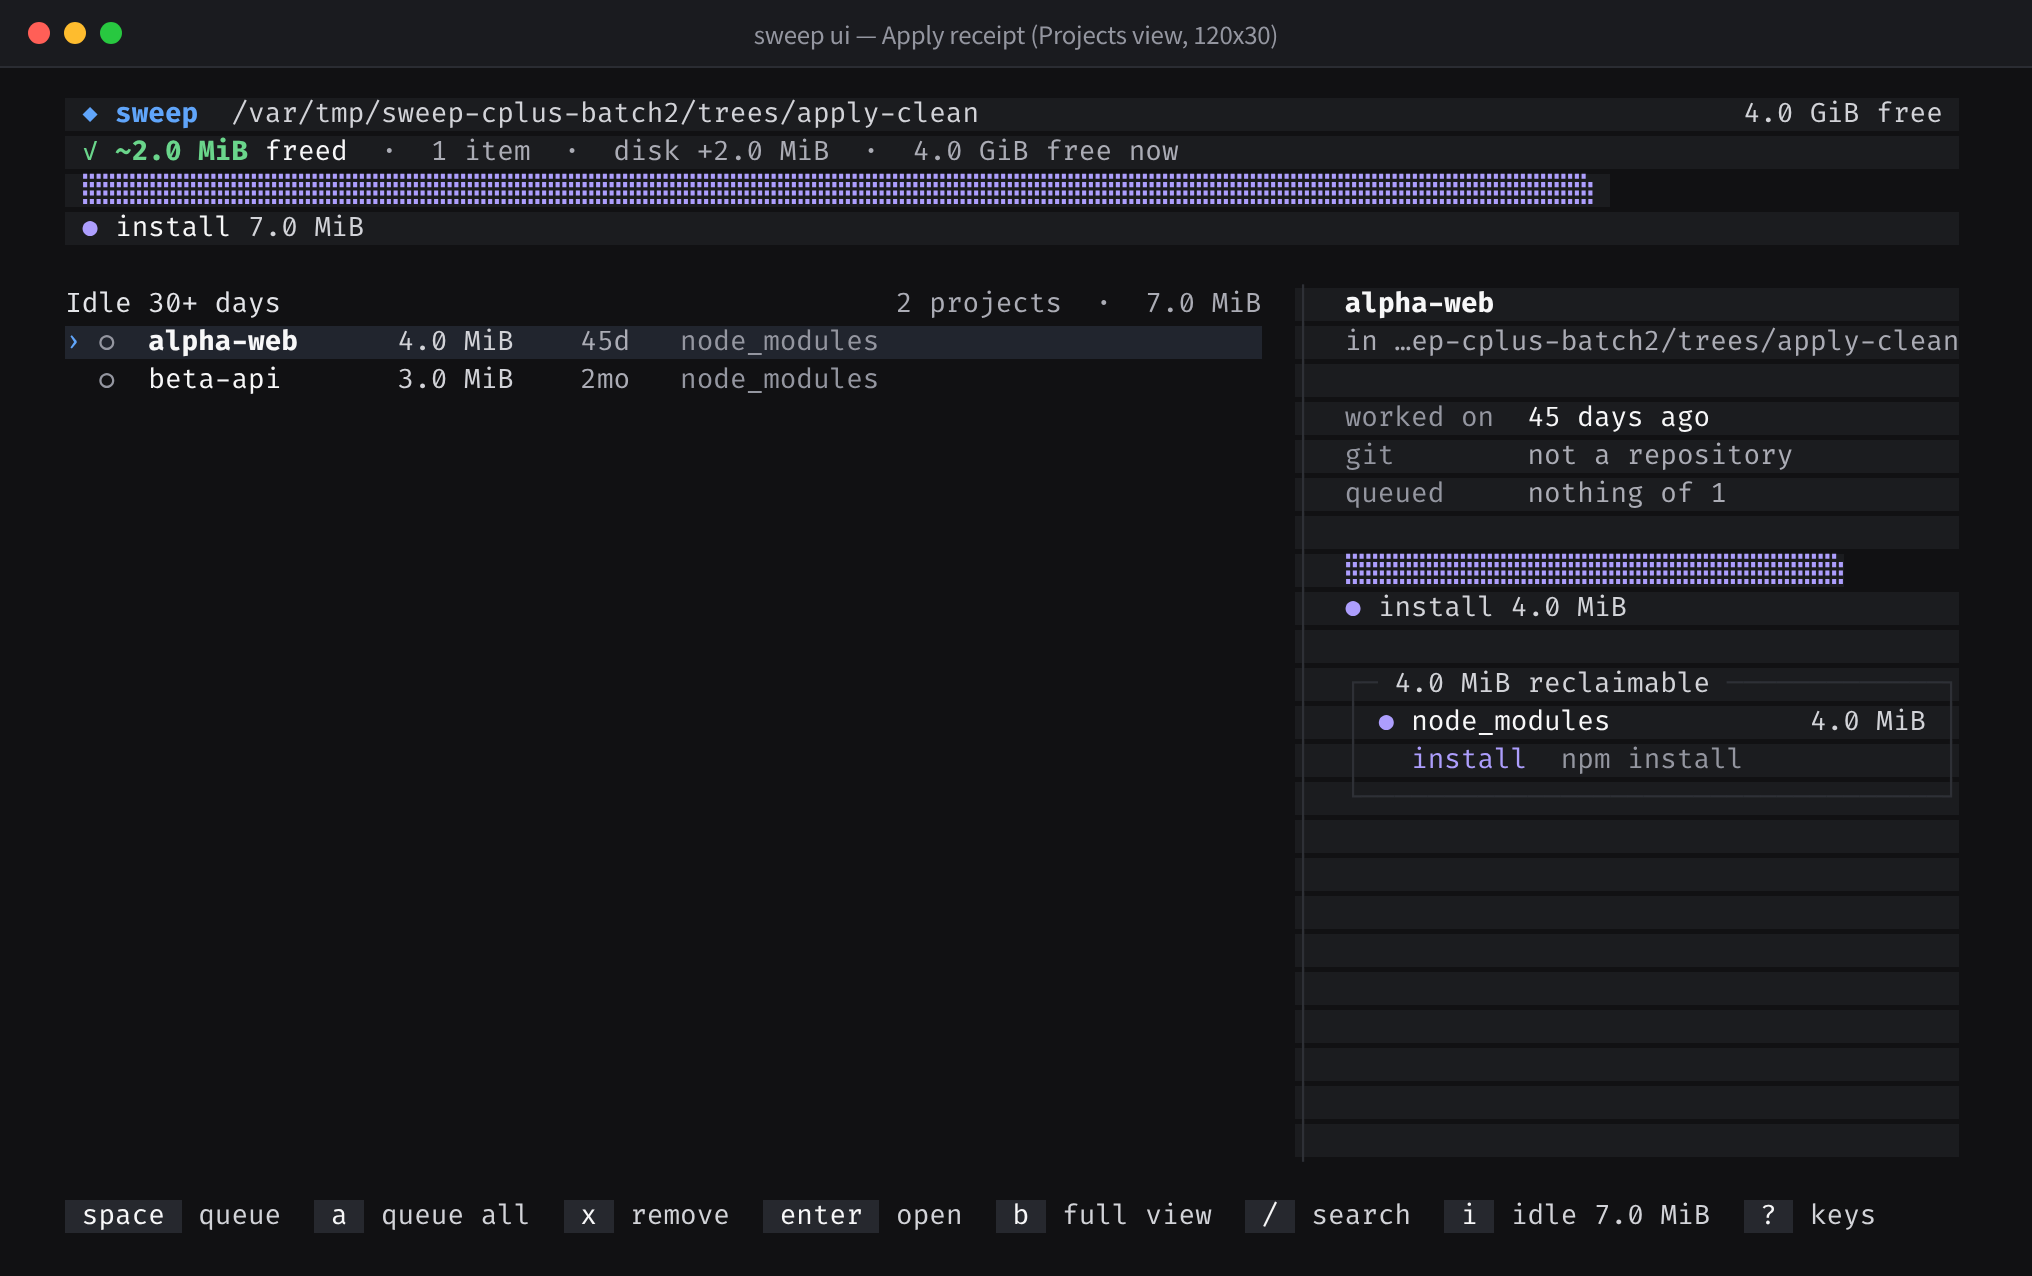 sweep ui — Apply receipt (Projects view, 120x30)
◆ sweep /var/tmp/sweep-cplus-batch2/trees/apply-clean 4.0 GiB free
√ ~2.0 MiB freed · 1 item · disk +2.0 MiB · 4.0 GiB free now
● install 7.0 MiB
Idle 30+ days 2 projects · 7.0 MiB
› ○ alpha-web 4.0 MiB 45d node_modules
○ beta-api 3.0 MiB 2mo node_modules
alpha-web
in …ep-cplus-batch2/trees/apply-clean
worked on 45 days ago
git not a repository
queued nothing of 1
● install 4.0 MiB
4.0 MiB reclaimable
● node_modules 4.0 MiB
install npm install
space queue a queue all x remove enter open b full view / search i idle 7.0 MiB ? keys